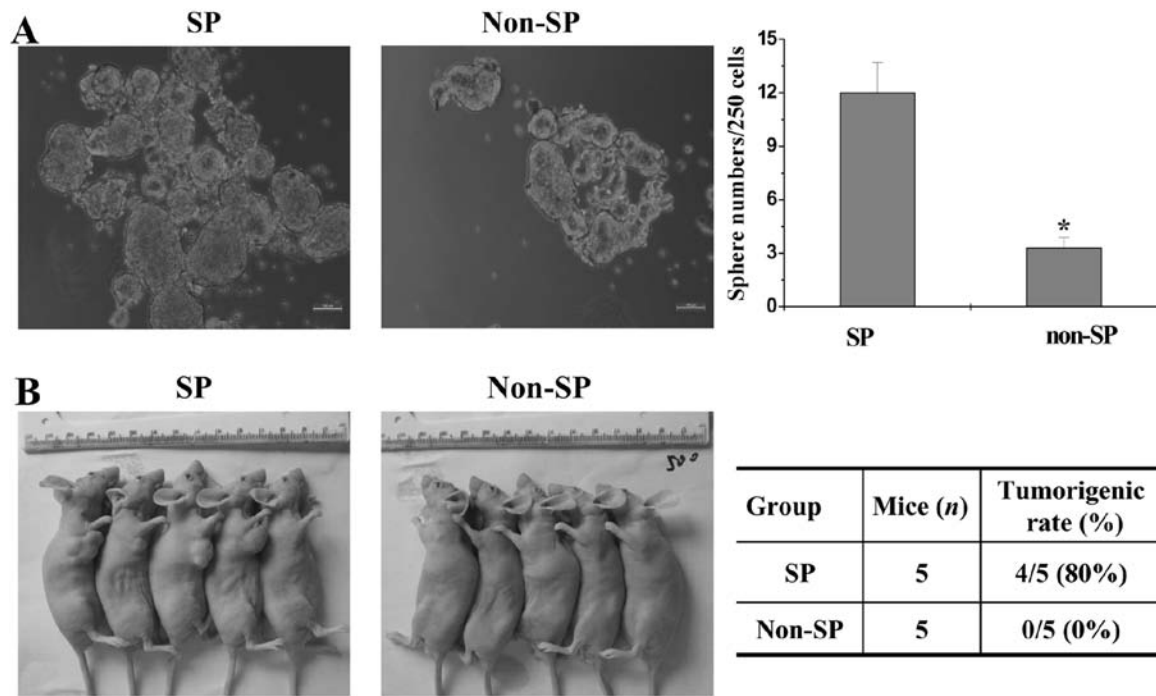 A
SP
Non-SP
Sphere numbers/250 cells
15
12
9
6
3
0
*
SP
non-SP
B
SP
Non-SP
500
Group
Mice (n)
Tumorigenic rate (%)
SP
5
4/5 (80%)
Non-SP
5
0/5 (0%)